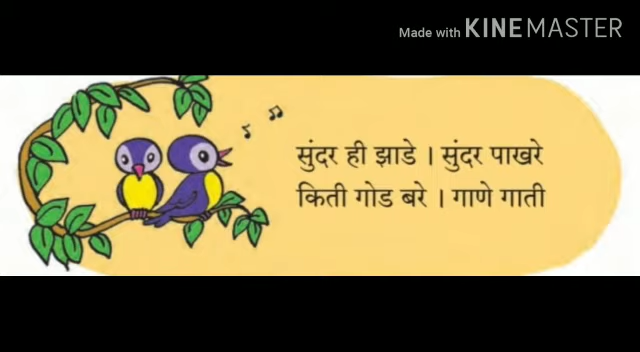 Made with KINEMASTER
सुंदर ही झाडे । सुंदर पाखरे
किती गोड बरे । गाणे गाती